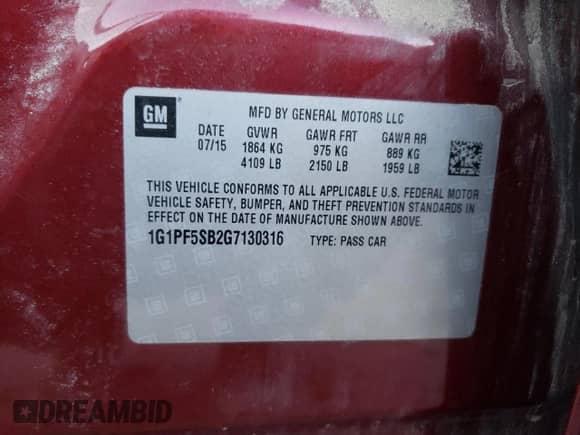 GM
MFD BY GENERAL MOTORS LLC
DATE GVWR GAWR FRT GAWR RR
07/15 1864 KG 975 KG 889 KG
4109 LB 2150 LB 1959 LB
THIS VEHICLE CONFORMS TO ALL APPLICABLE U.S. FEDERAL MOTOR
VEHICLE SAFETY, BUMPER, AND THEFT PREVENTION STANDARDS IN
EFFECT ON THE DATE OF MANUFACTURE SHOWN ABOVE.
1G1PF5SB2G7130316 TYPE: PASS CAR
DREAMBID